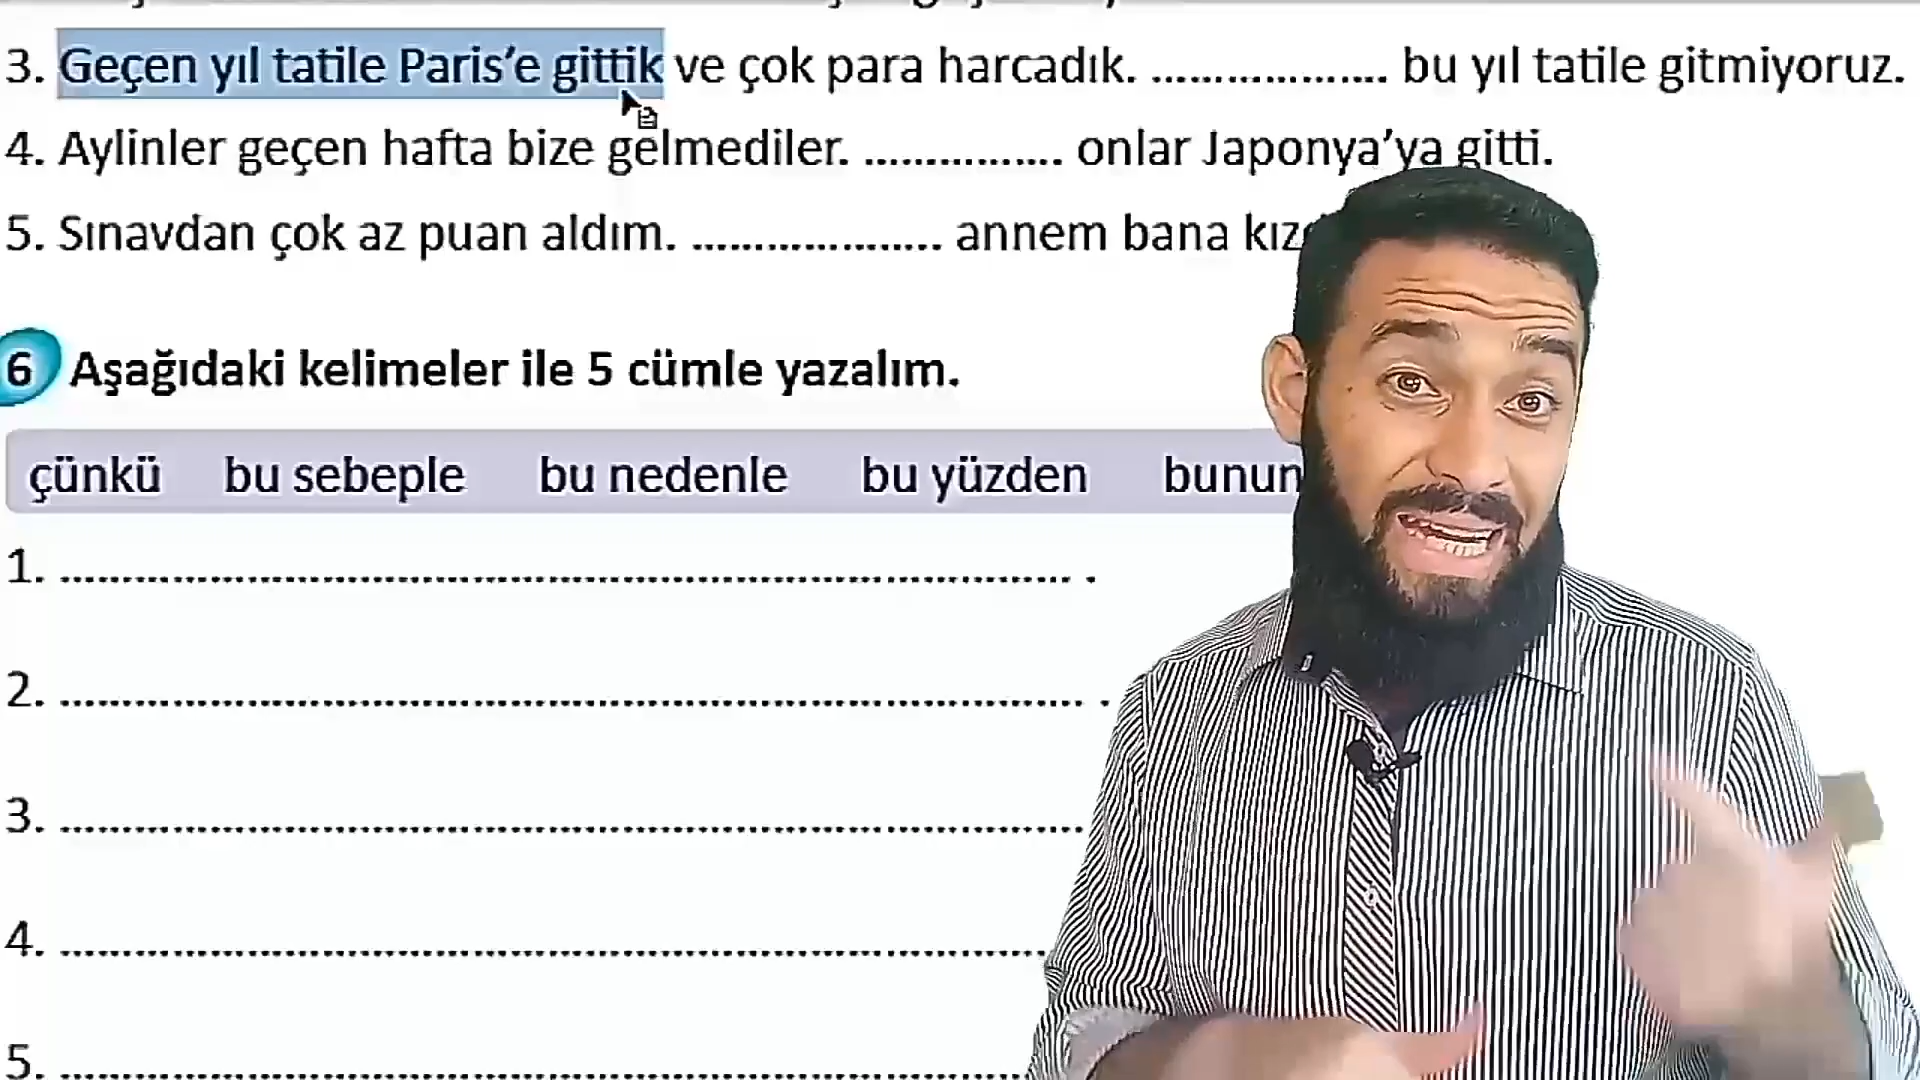 3. Geçen yıl tatile Paris’e gittik ve çok para harcadık. .................... bu yıl tatile gitmiyoruz.
4. Aylinler geçen hafta bize gelmediler. ................. onlar Japonya’ya gitti.
5. Sınavdan çok az puan aldım. ..................... annem bana
6 Aşağıdaki kelimeler ile 5 cümle yazalım.
çünkü bu sebeple bu nedenle bu yüzden
1. .................................................................................... .
2. .................................................................................... .
3. ....................................................................................
4. ....................................................................................
5. ....................................................................................